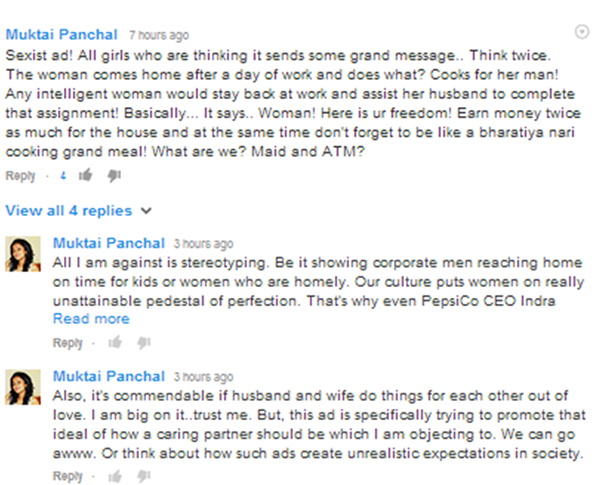 Muktai Panchal 7 hours ago
Sexist ad! All girls who are thinking it sends some grand message.. Think twice.
The woman comes home after a day of work and does what? Cooks for her man!
Any intelligent woman would stay back at work and assist her husband to complete
that assignment! Basically... It says.. Woman! Here is ur freedom! Earn money twice
as much for the house and at the same time don't forget to be like a bharatiya nari
cooking grand meal! What are we? Maid and ATM?
Reply · 4
View all 4 replies
Muktai Panchal 3 hours ago
All I am against is stereotyping. Be it showing corporate men reaching home
on time for kids or women who are homely. Our culture puts women on really
unattainable pedestal of perfection. That's why even PepsiCo CEO Indra
Read more
Reply ·
Muktai Panchal 3 hours ago
Also, it's commendable if husband and wife do things for each other out of
love. I am big on it..trust me. But, this ad is specifically trying to promote that
ideal of how a caring partner should be which I am objecting to. We can go
awww. Or think about how such ads create unrealistic expectations in society.
Reply ·